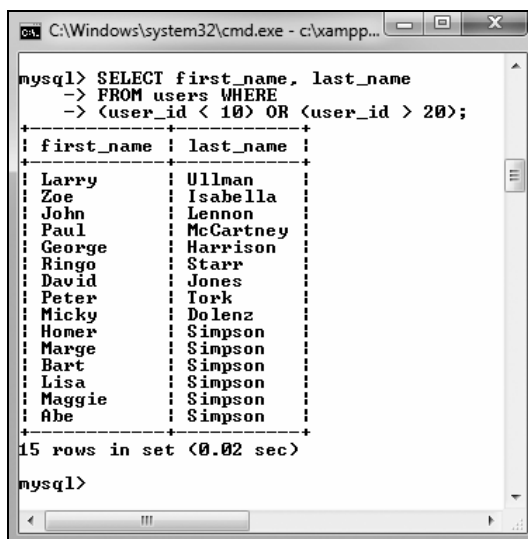 C:\Windows\system32\cmd.exe - c:\xampp...
mysql> SELECT first_name, last_name
    -> FROM users WHERE
    -> (user_id < 10) OR (user_id > 20);
+------------+-----------+
| first_name | last_name |
+------------+-----------+
| Larry      | Ullman    |
| Zoe        | Isabella  |
| John       | Lennon    |
| Paul       | McCartney |
| George     | Harrison  |
| Ringo      | Starr     |
| David      | Jones     |
| Peter      | Tork      |
| Micky      | Dolenz    |
| Homer      | Simpson   |
| Marge      | Simpson   |
| Bart       | Simpson   |
| Lisa       | Simpson   |
| Maggie     | Simpson   |
| Abe        | Simpson   |
+------------+-----------+
15 rows in set (0.02 sec)
mysql>